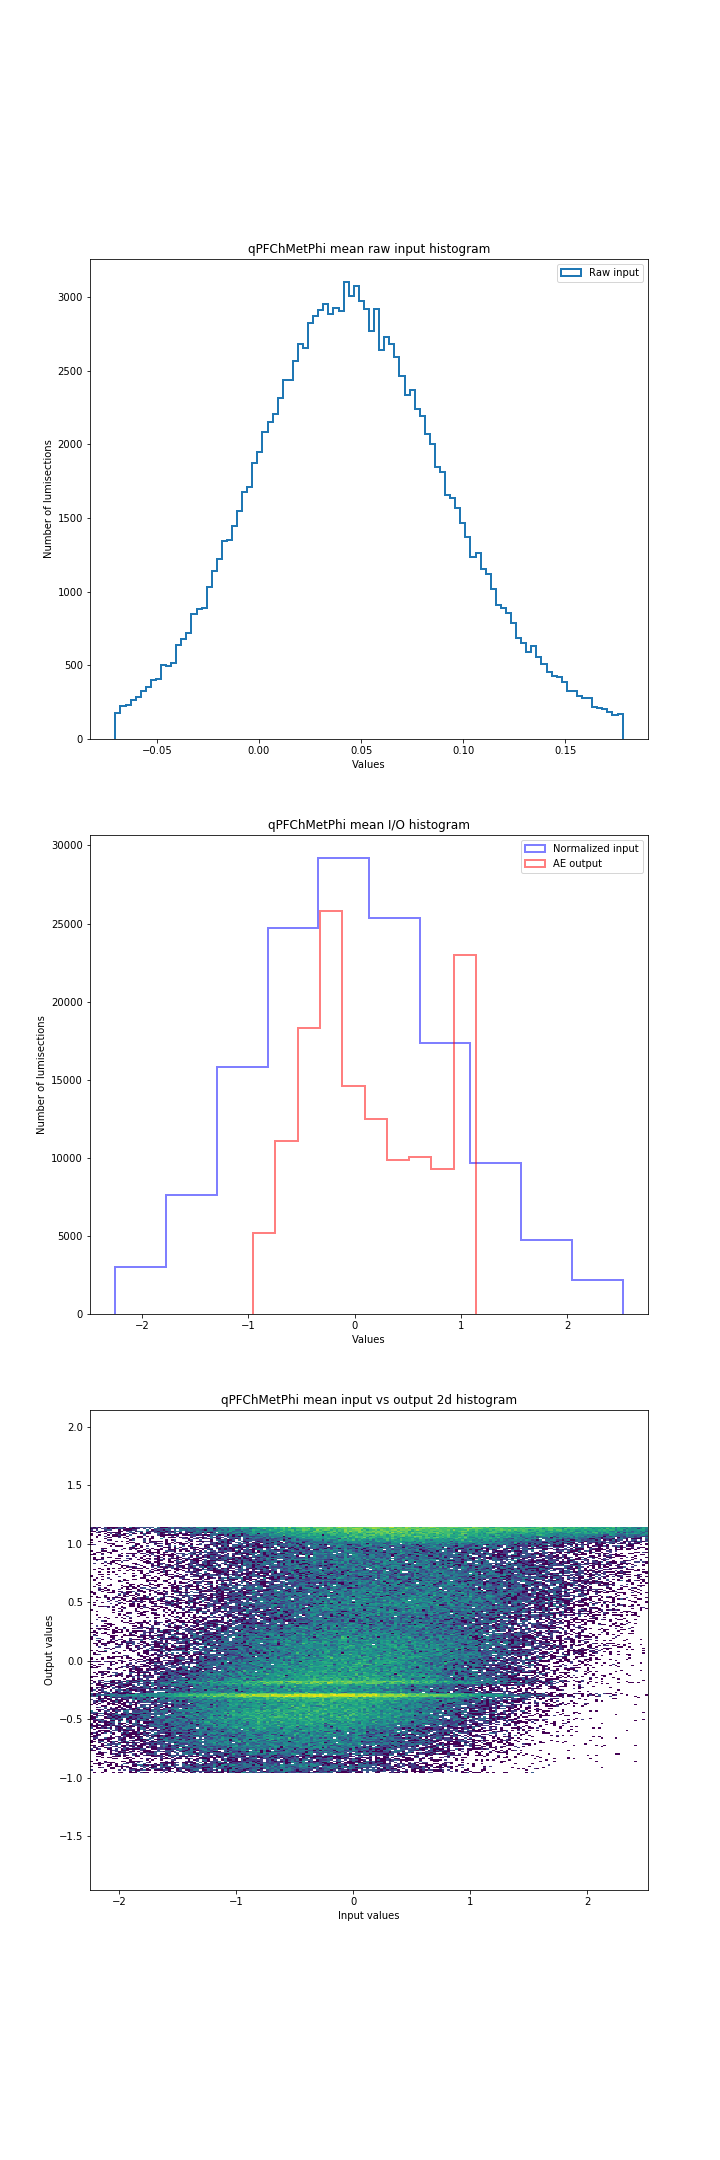 qPFChMetPhi mean raw input histogram
Raw input
3000
2500
2000
1500
1000
500
0
Number of lumisections
−0.05 0.00 0.05 0.10 0.15
Values
qPFChMetPhi mean I/O histogram
Normalized input
AE output
30000
25000
20000
15000
10000
5000
0
Number of lumisections
−2 −1 0 1 2
Values
qPFChMetPhi mean input vs output 2d histogram
2.0
1.5
1.0
0.5
0.0
−0.5
−1.0
−1.5
Output values
−2 −1 0 1 2
Input values